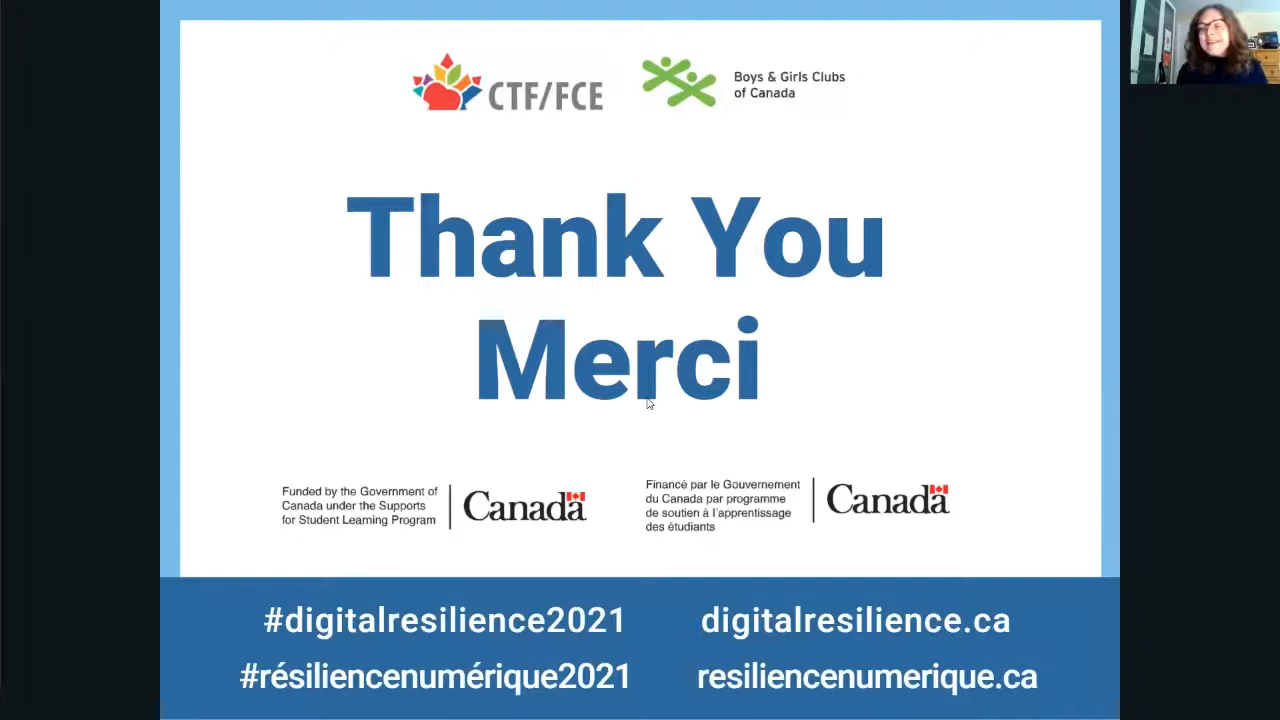 CTF/FCE
Boys & Girls Clubs
of Canada
Thank You
Merci
Funded by the Government of
Canada under the Supports
for Student Learning Program
Canada
Financé par le Gouvernement
du Canada par programme
de soutien à l'apprentissage
des étudiants
Canada
#digitalresilience2021
digitalresilience.ca
#résiliencenumérique2021
resiliencenumerique.ca